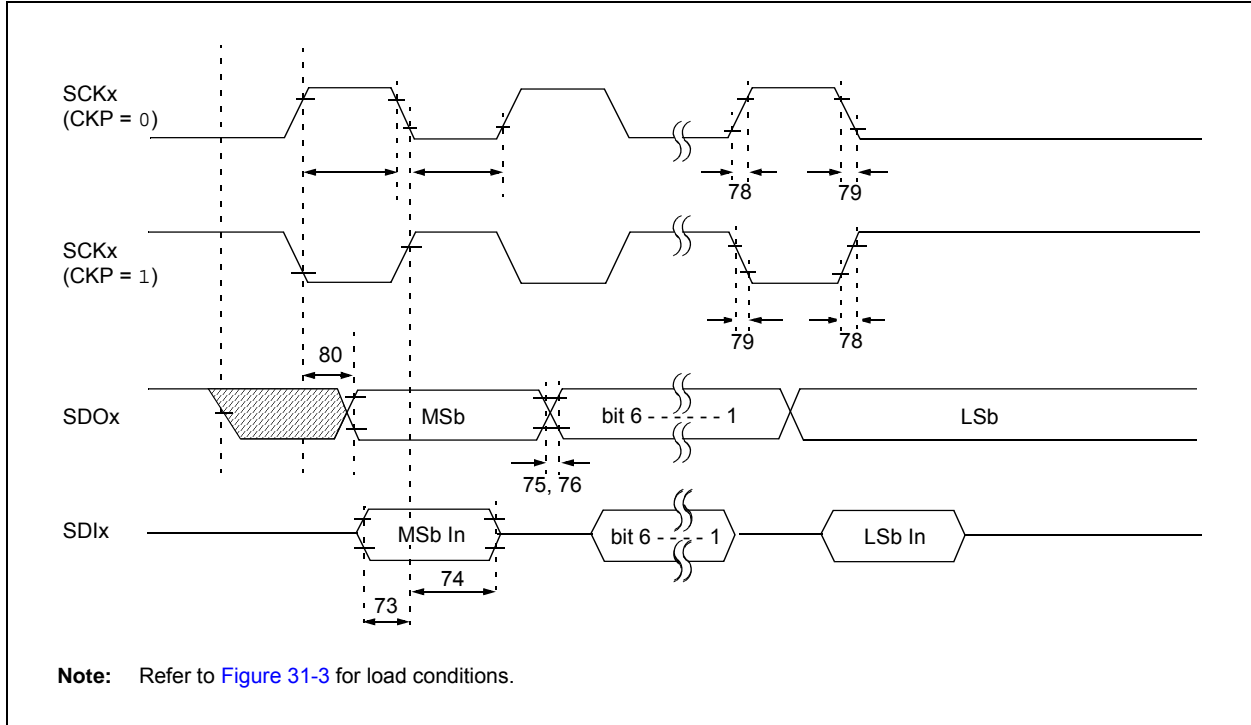 SCKx
(CKP = 0)
78
79
SCKx
(CKP = 1)
79
78
80
SDOx
MSb
bit 6 - - - - - - 1
LSb
75, 76
SDIx
MSb In
bit 6 - - - - 1
LSb In
74
73
Note: Refer to Figure 31-3 for load conditions.